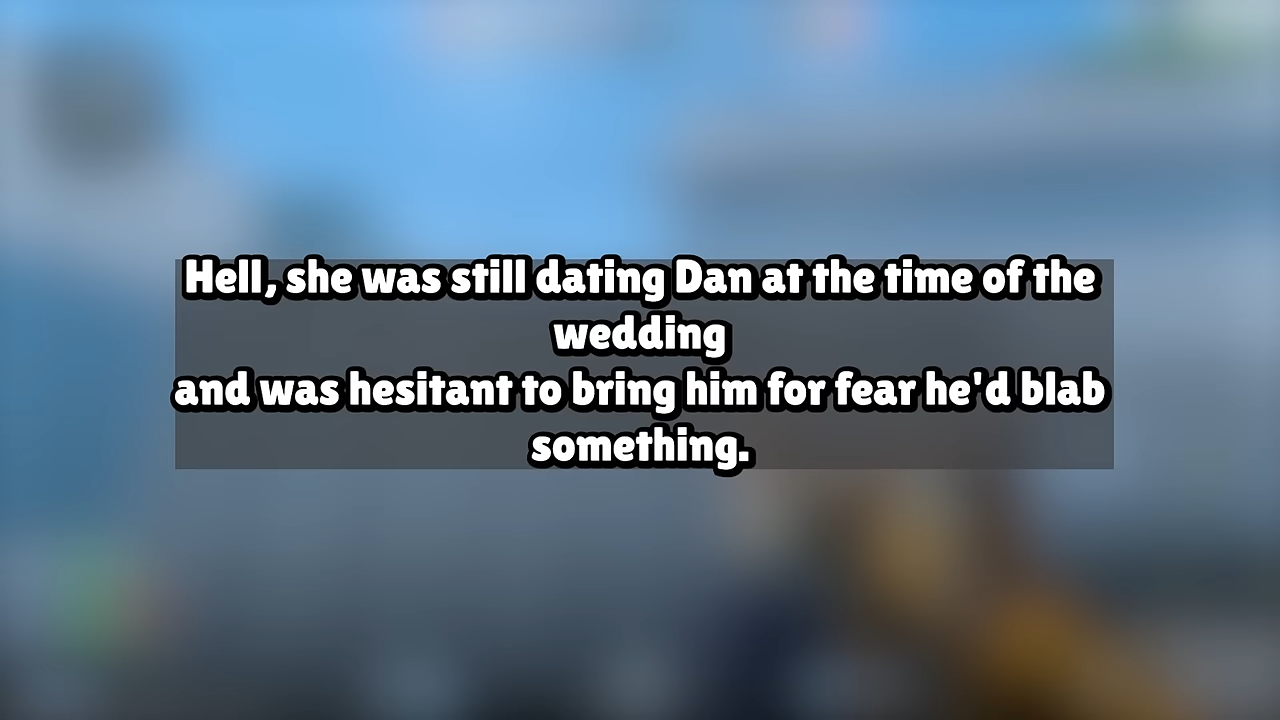 Hell, she was still dating Dan at the time of the
wedding
and was hesitant to bring him for fear he'd blab
something.